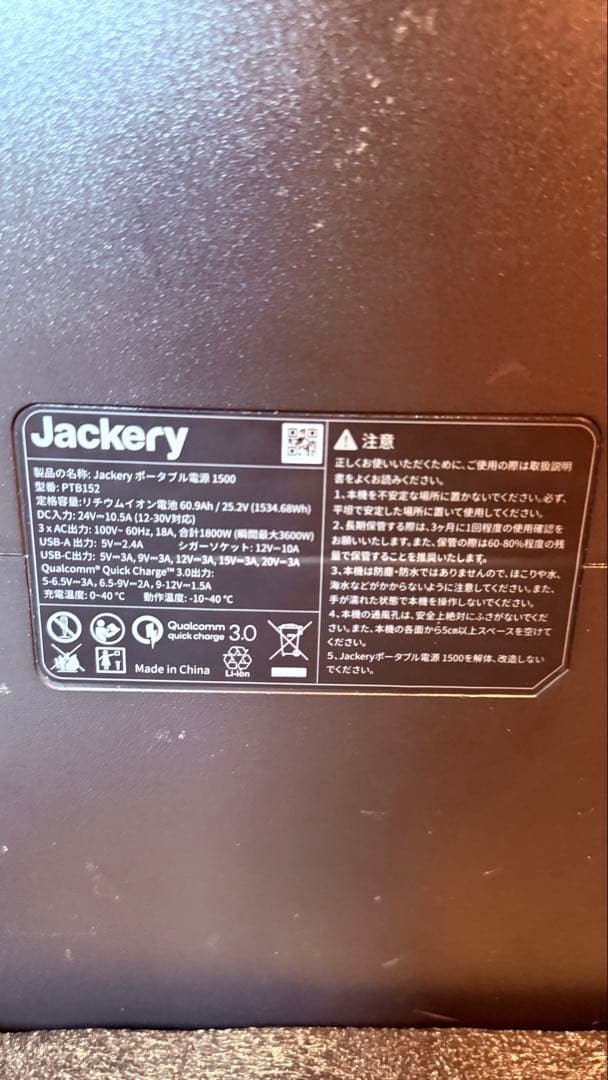 Jackery
製品の名称: Jackery ポータブル電源 1500
型番: PTB152
定格容量:リチウムイオン電池 60.9Ah / 25.2V (1534.68Wh)
DC入力: 24V⎓10.5A (12-30V対応)
3 x AC出力: 100V~ 60Hz, 18A, 合計1800W (瞬間最大3600W)
USB-A 出力: 5V⎓2.4A シガーソケット: 12V⎓10A
USB-C出力: 5V⎓3A, 9V⎓3A, 12V⎓3A, 15V⎓3A, 20V⎓3A
Qualcomm® Quick Charge™ 3.0出力:
5-6.5V⎓3A, 6.5-9V⎓2A, 9-12V⎓1.5A
充電温度: 0~40 °C 動作温度: -10~40 °C
Qualcomm
quick charge 3.0
Made in China
Li-ion
注意
正しくお使いいただくために、ご使用の際は取扱説明
書をよくお読みください。
1、本機を不安定な場所に置かないでください。必ず、
平坦で安定した場所に置いて使用してください。
2、長期保管する際は、3ヶ月に1回程度の使用確認を
お願いいたします。また、保管の際は60-80%程度の残
量で保管することを推奨いたします。
3、本機は防塵・防水ではありませんので、ほこりや水、
海水などがかからないように注意してください。また、
手が濡れた状態で本機を操作しないでください。
4、本機の通風孔は、安全上絶対にふさがないでくださ
い。また、本機の各面から5cm以上スペースを空けて
ください。
5、Jackeryポータブル電源 1500を解体、改造しない
でください。